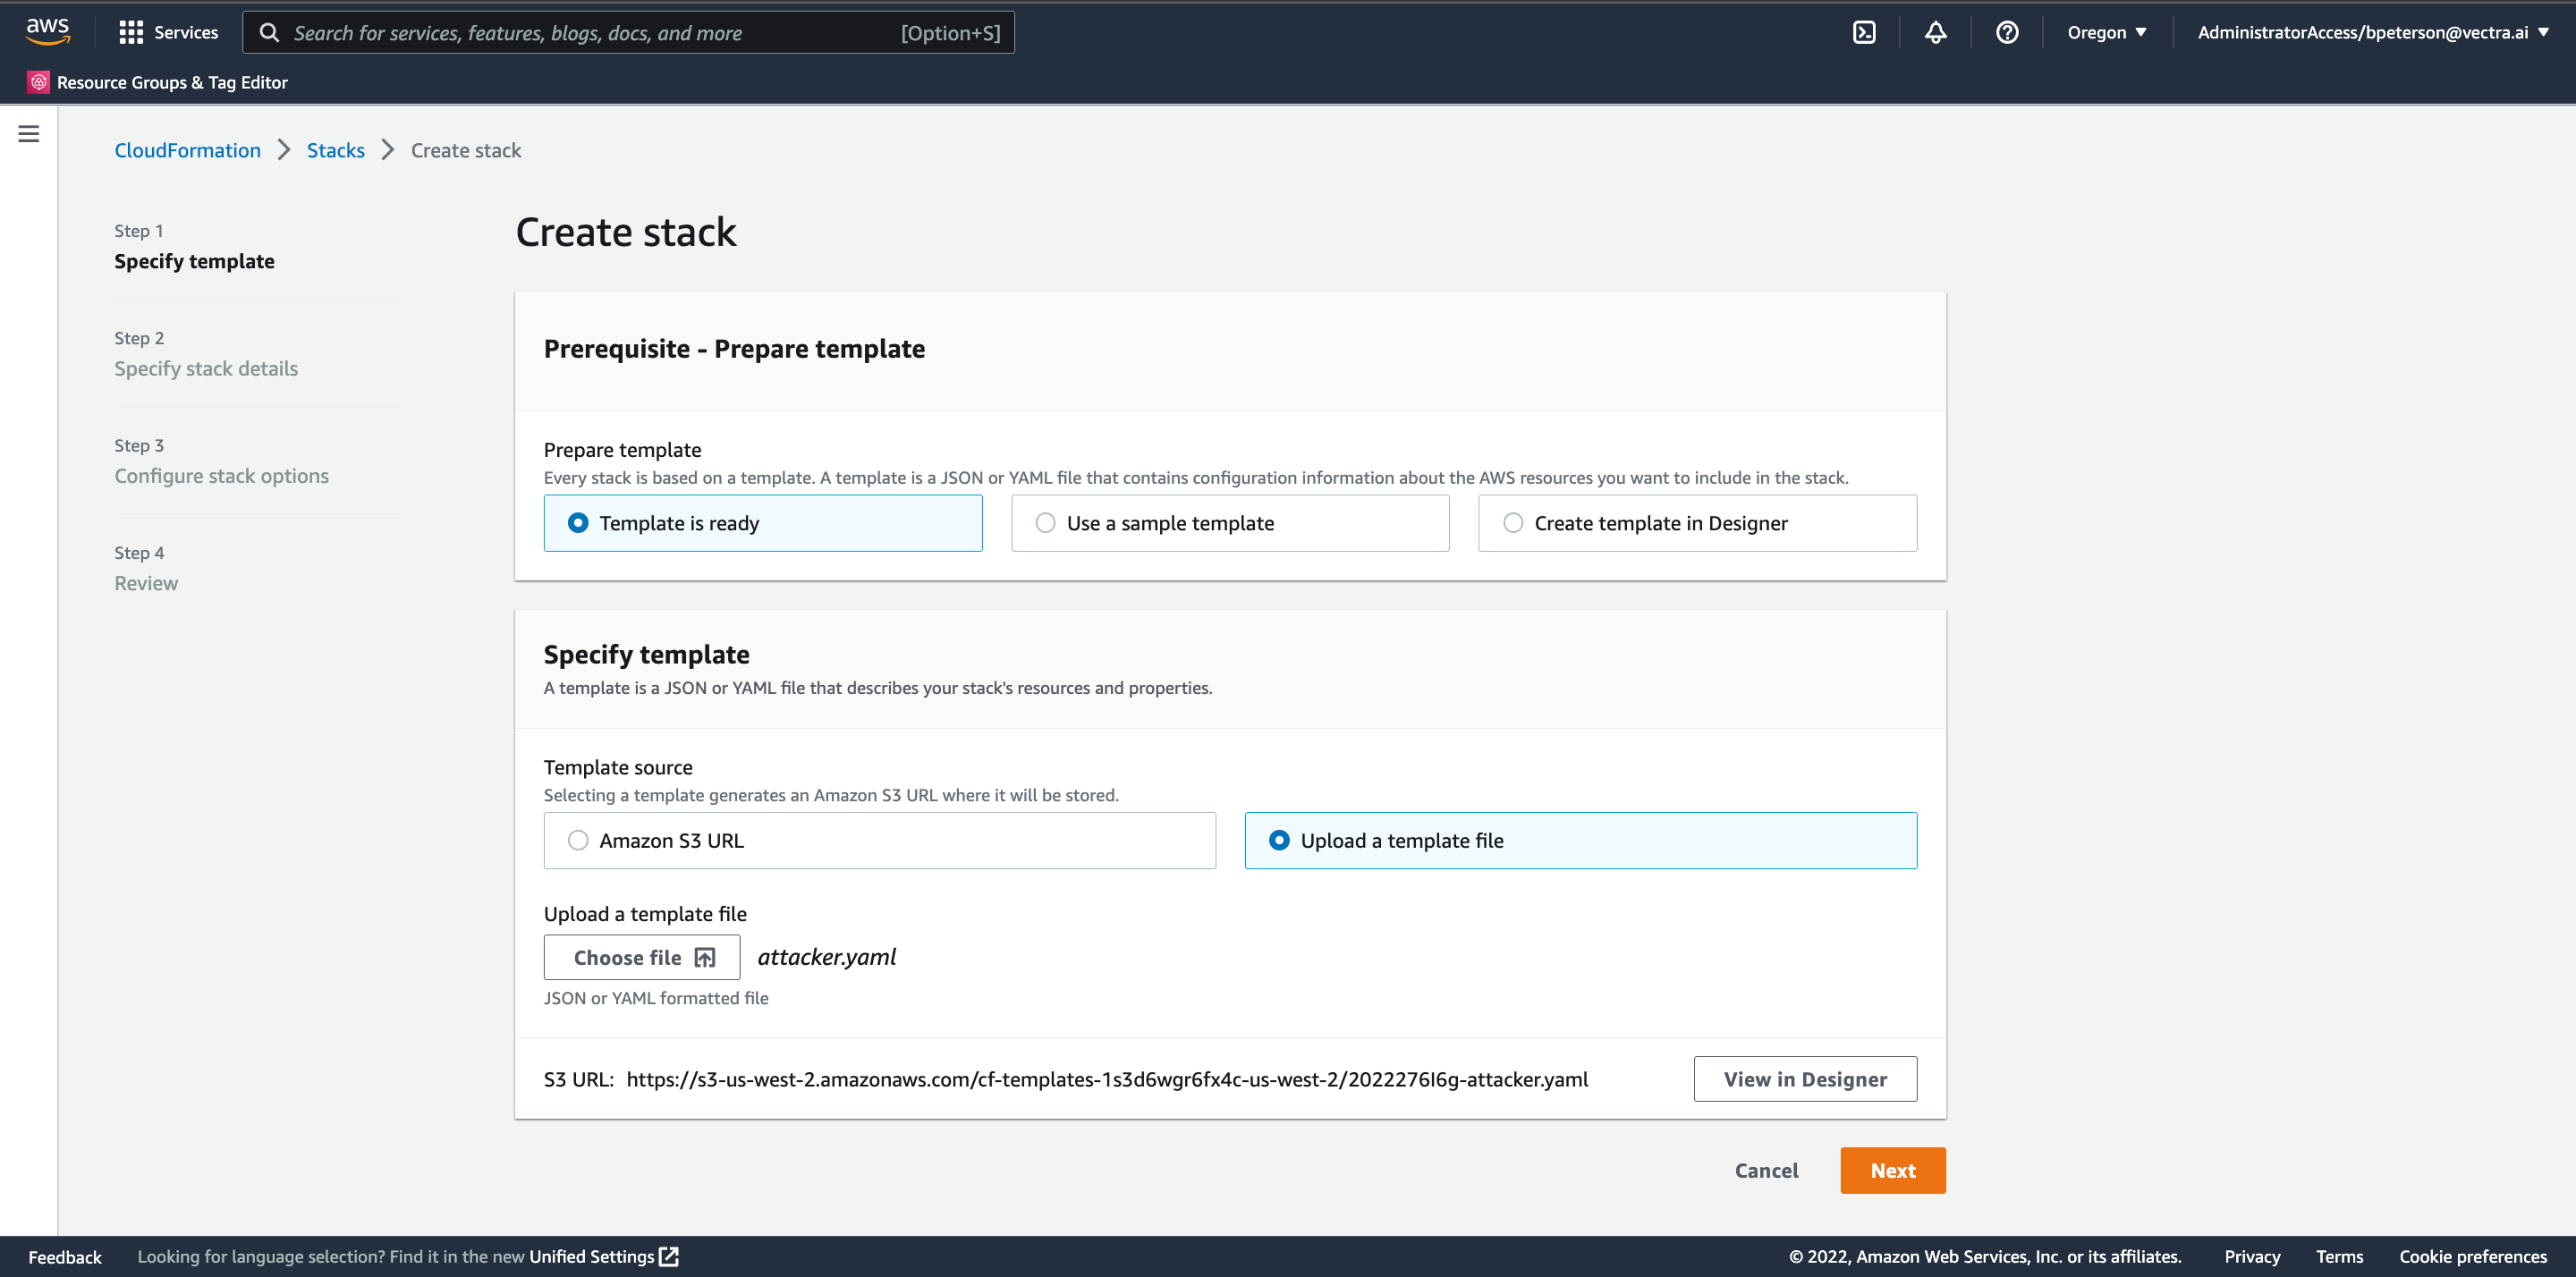 aws
Services
Search for services, features, blogs, docs, and more
[Option+S]
Oregon ▼
AdministratorAccess/bpeterson@vectra.ai ▼
Resource Groups & Tag Editor
CloudFormation > Stacks > Create stack
Step 1
Specify template
Step 2
Specify stack details
Step 3
Configure stack options
Step 4
Review
Create stack
Prerequisite - Prepare template
Prepare template
Every stack is based on a template. A template is a JSON or YAML file that contains configuration information about the AWS resources you want to include in the stack.
Template is ready
Use a sample template
Create template in Designer
Specify template
A template is a JSON or YAML file that describes your stack's resources and properties.
Template source
Selecting a template generates an Amazon S3 URL where it will be stored.
Amazon S3 URL
Upload a template file
Upload a template file
Choose file
attacker.yaml
JSON or YAML formatted file
S3 URL: https://s3-us-west-2.amazonaws.com/cf-templates-1s3d6wgr6fx4c-us-west-2/2022276I6g-attacker.yaml
View in Designer
Cancel
Next
Feedback
Looking for language selection? Find it in the new Unified Settings
© 2022, Amazon Web Services, Inc. or its affiliates.
Privacy
Terms
Cookie preferences